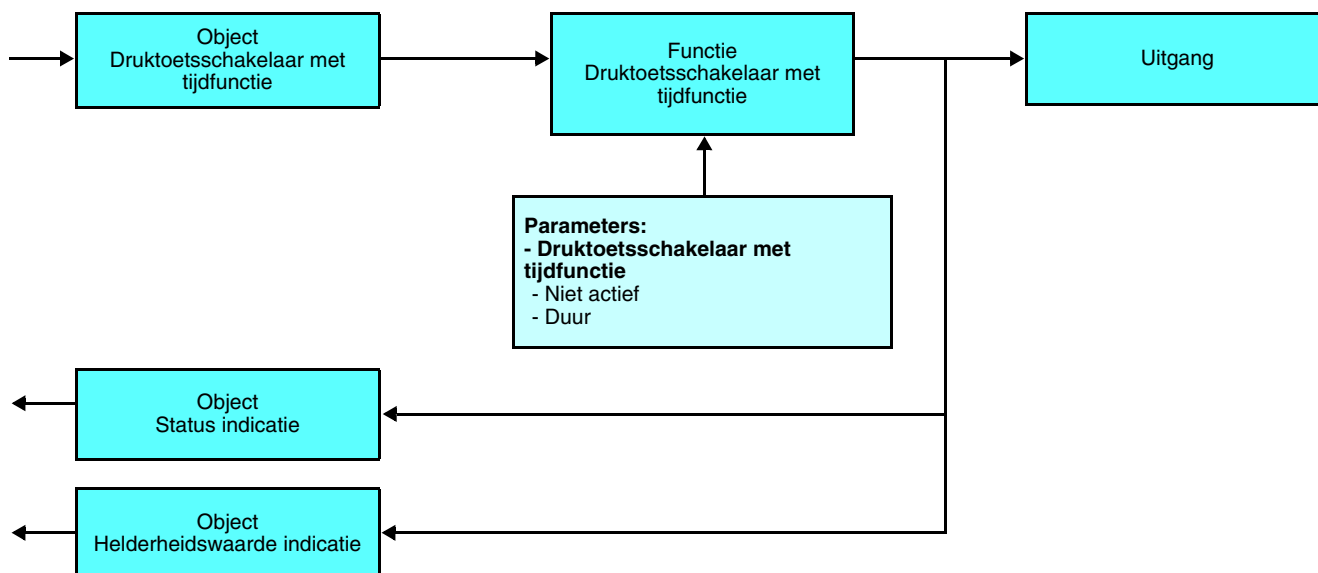 Object
Druktoetsschakelaar met
tijdfunctie
Functie
Druktoetsschakelaar met
tijdfunctie
Uitgang
Parameters:
- Druktoetsschakelaar met
tijdfunctie
- Niet actief
- Duur
Object
Status indicatie
Object
Helderheidswaarde indicatie